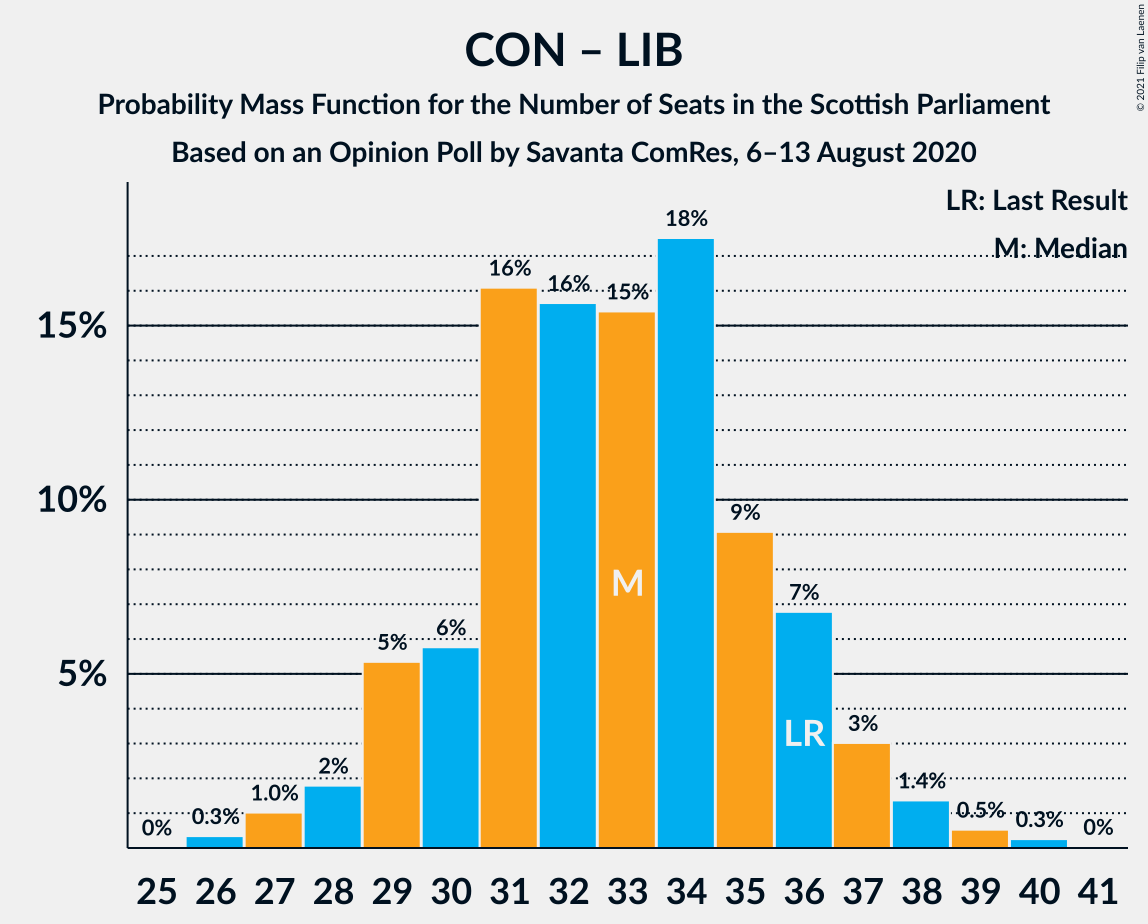 CON – LIB
Probability Mass Function for the Number of Seats in the Scottish Parliament
Based on an Opinion Poll by Savanta ComRes, 6–13 August 2020
© 2021 Filip van Laenen
LR: Last Result
M: Median
15%
10%
5%
0%
0.3%
1.0%
2%
5%
6%
16%
16%
15%
18%
9%
7%
3%
1.4%
0.5%
0.3%
0%
M
LR
25 26 27 28 29 30 31 32 33 34 35 36 37 38 39 40 41